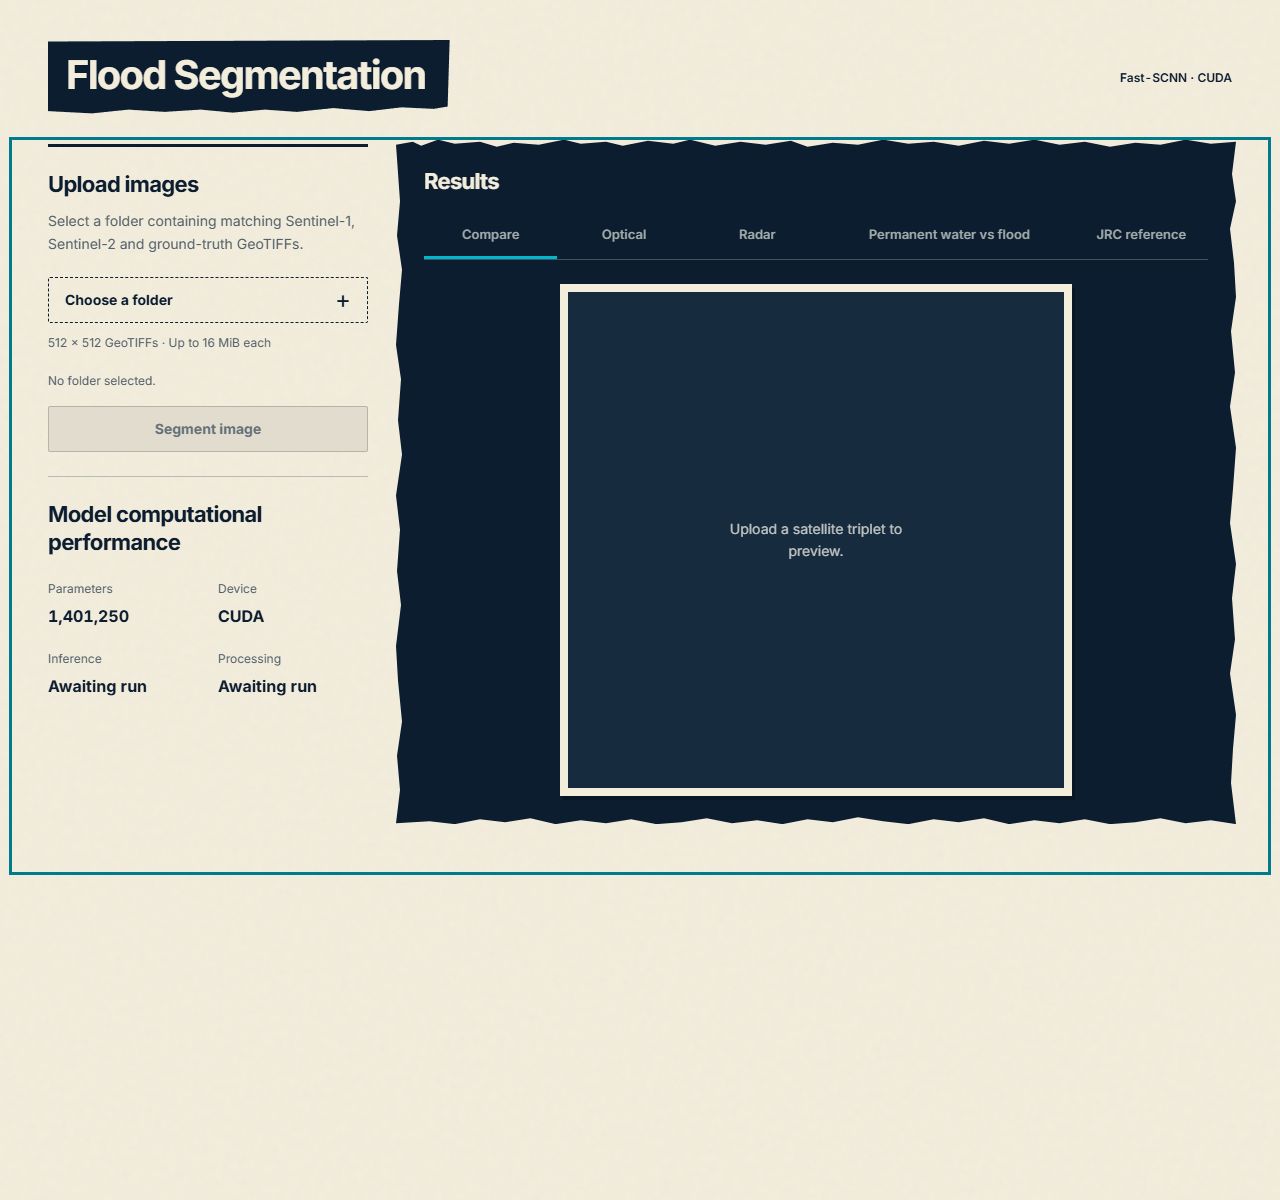 Flood Segmentation
Fast-SCNN · CUDA
Upload images
Select a folder containing matching Sentinel-1,
Sentinel-2 and ground-truth GeoTIFFs.
Choose a folder +
512 × 512 GeoTIFFs · Up to 16 MiB each
No folder selected.
Segment image
Model computational
performance
Parameters Device
1,401,250 CUDA
Inference Processing
Awaiting run Awaiting run
Results
Compare Optical Radar Permanent water vs flood JRC reference
Upload a satellite triplet to
preview.